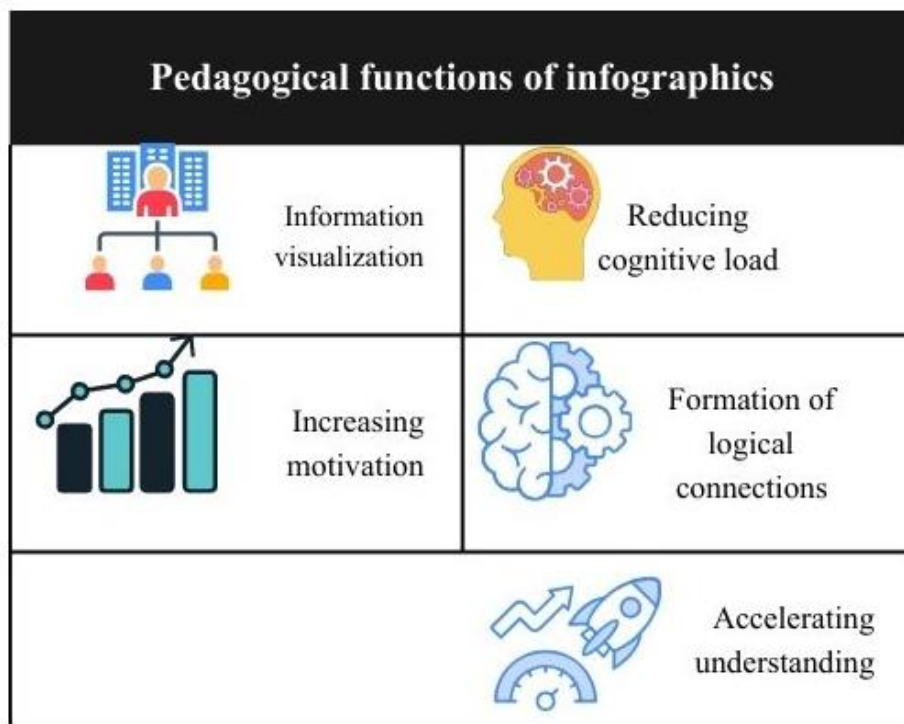 Pedagogical functions of infographics
Information
visualization
Reducing
cognitive load
Increasing
motivation
Formation of
logical
connections
Accelerating
understanding